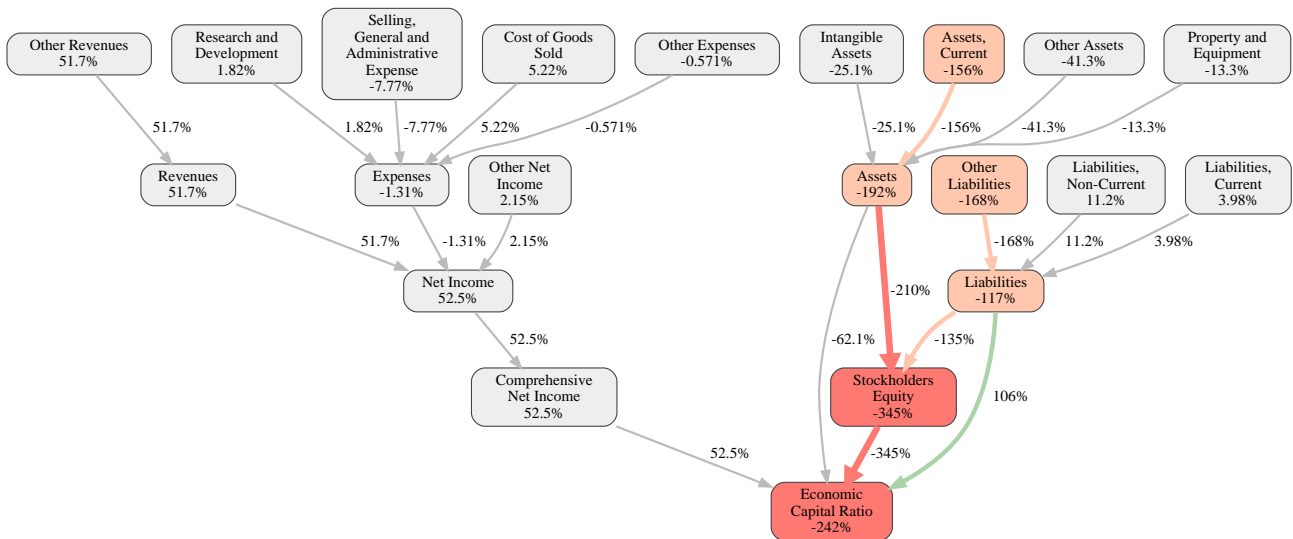 Other Revenues
51.7%
Research and
Development
1.82%
Selling,
General and
Administrative
Expense
-7.77%
Cost of Goods
Sold
5.22%
Other Expenses
-0.571%
Intangible
Assets
-25.1%
Assets,
Current
-156%
Other Assets
-41.3%
Property and
Equipment
-13.3%
51.7%
1.82%
-7.77%
5.22%
-0.571%
-25.1%
-156%
-41.3%
-13.3%
Revenues
51.7%
Expenses
-1.31%
Other Net
Income
2.15%
Assets
-192%
Other
Liabilities
-168%
Liabilities,
Non-Current
11.2%
Liabilities,
Current
3.98%
51.7%
-1.31%
2.15%
-168%
11.2%
3.98%
Net Income
52.5%
Liabilities
-117%
-210%
52.5%
-62.1%
-135%
Comprehensive
Net Income
52.5%
Stockholders
Equity
-345%
106%
52.5%
-345%
Economic
Capital Ratio
-242%